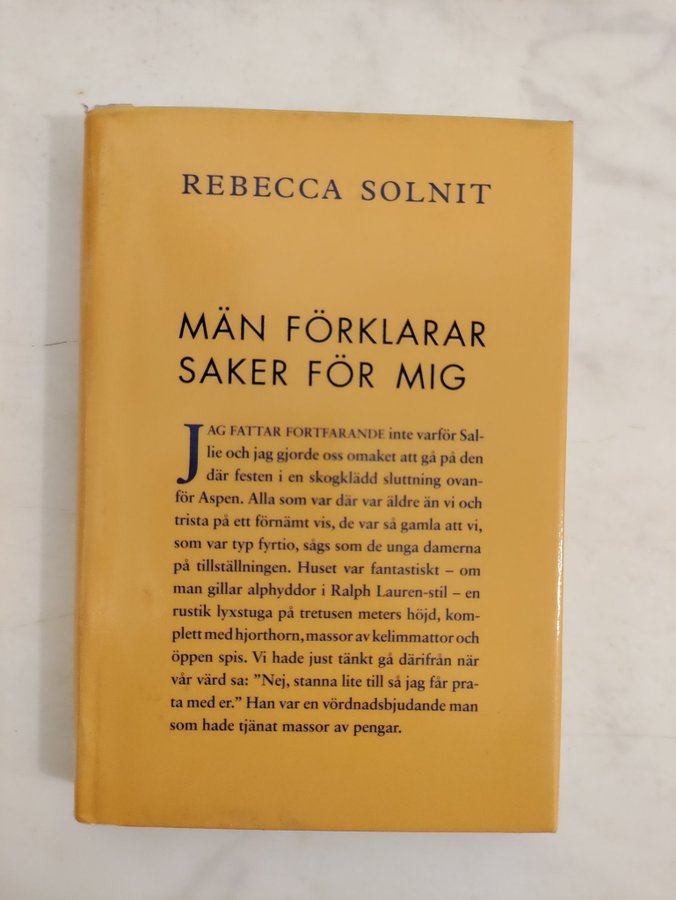 REBECCA SOLNIT
MÄN FÖRKLARAR
SAKER FÖR MIG
JAG FATTAR FORTFARANDE inte varför Sal-
lie och jag gjorde oss omaket att gå på den
där festen i en skogklädd sluttning ovan-
för Aspen. Alla som var där var äldre än vi och
trista på ett förnämt vis, de var så gamla att vi,
som var typ fyrtio, sågs som de unga damerna
på tillställningen. Huset var fantastiskt – om
man gillar alphyddor i Ralph Lauren-stil – en
rustik lyxstuga på tretusen meters höjd, kom-
plett med hjorthorn, massor av kelimmattor och
öppen spis. Vi hade just tänkt gå därifrån när
vår värd sa: ”Nej, stanna lite till så jag får pra-
ta med er.” Han var en vördnadsbjudande man
som hade tjänat massor av pengar.